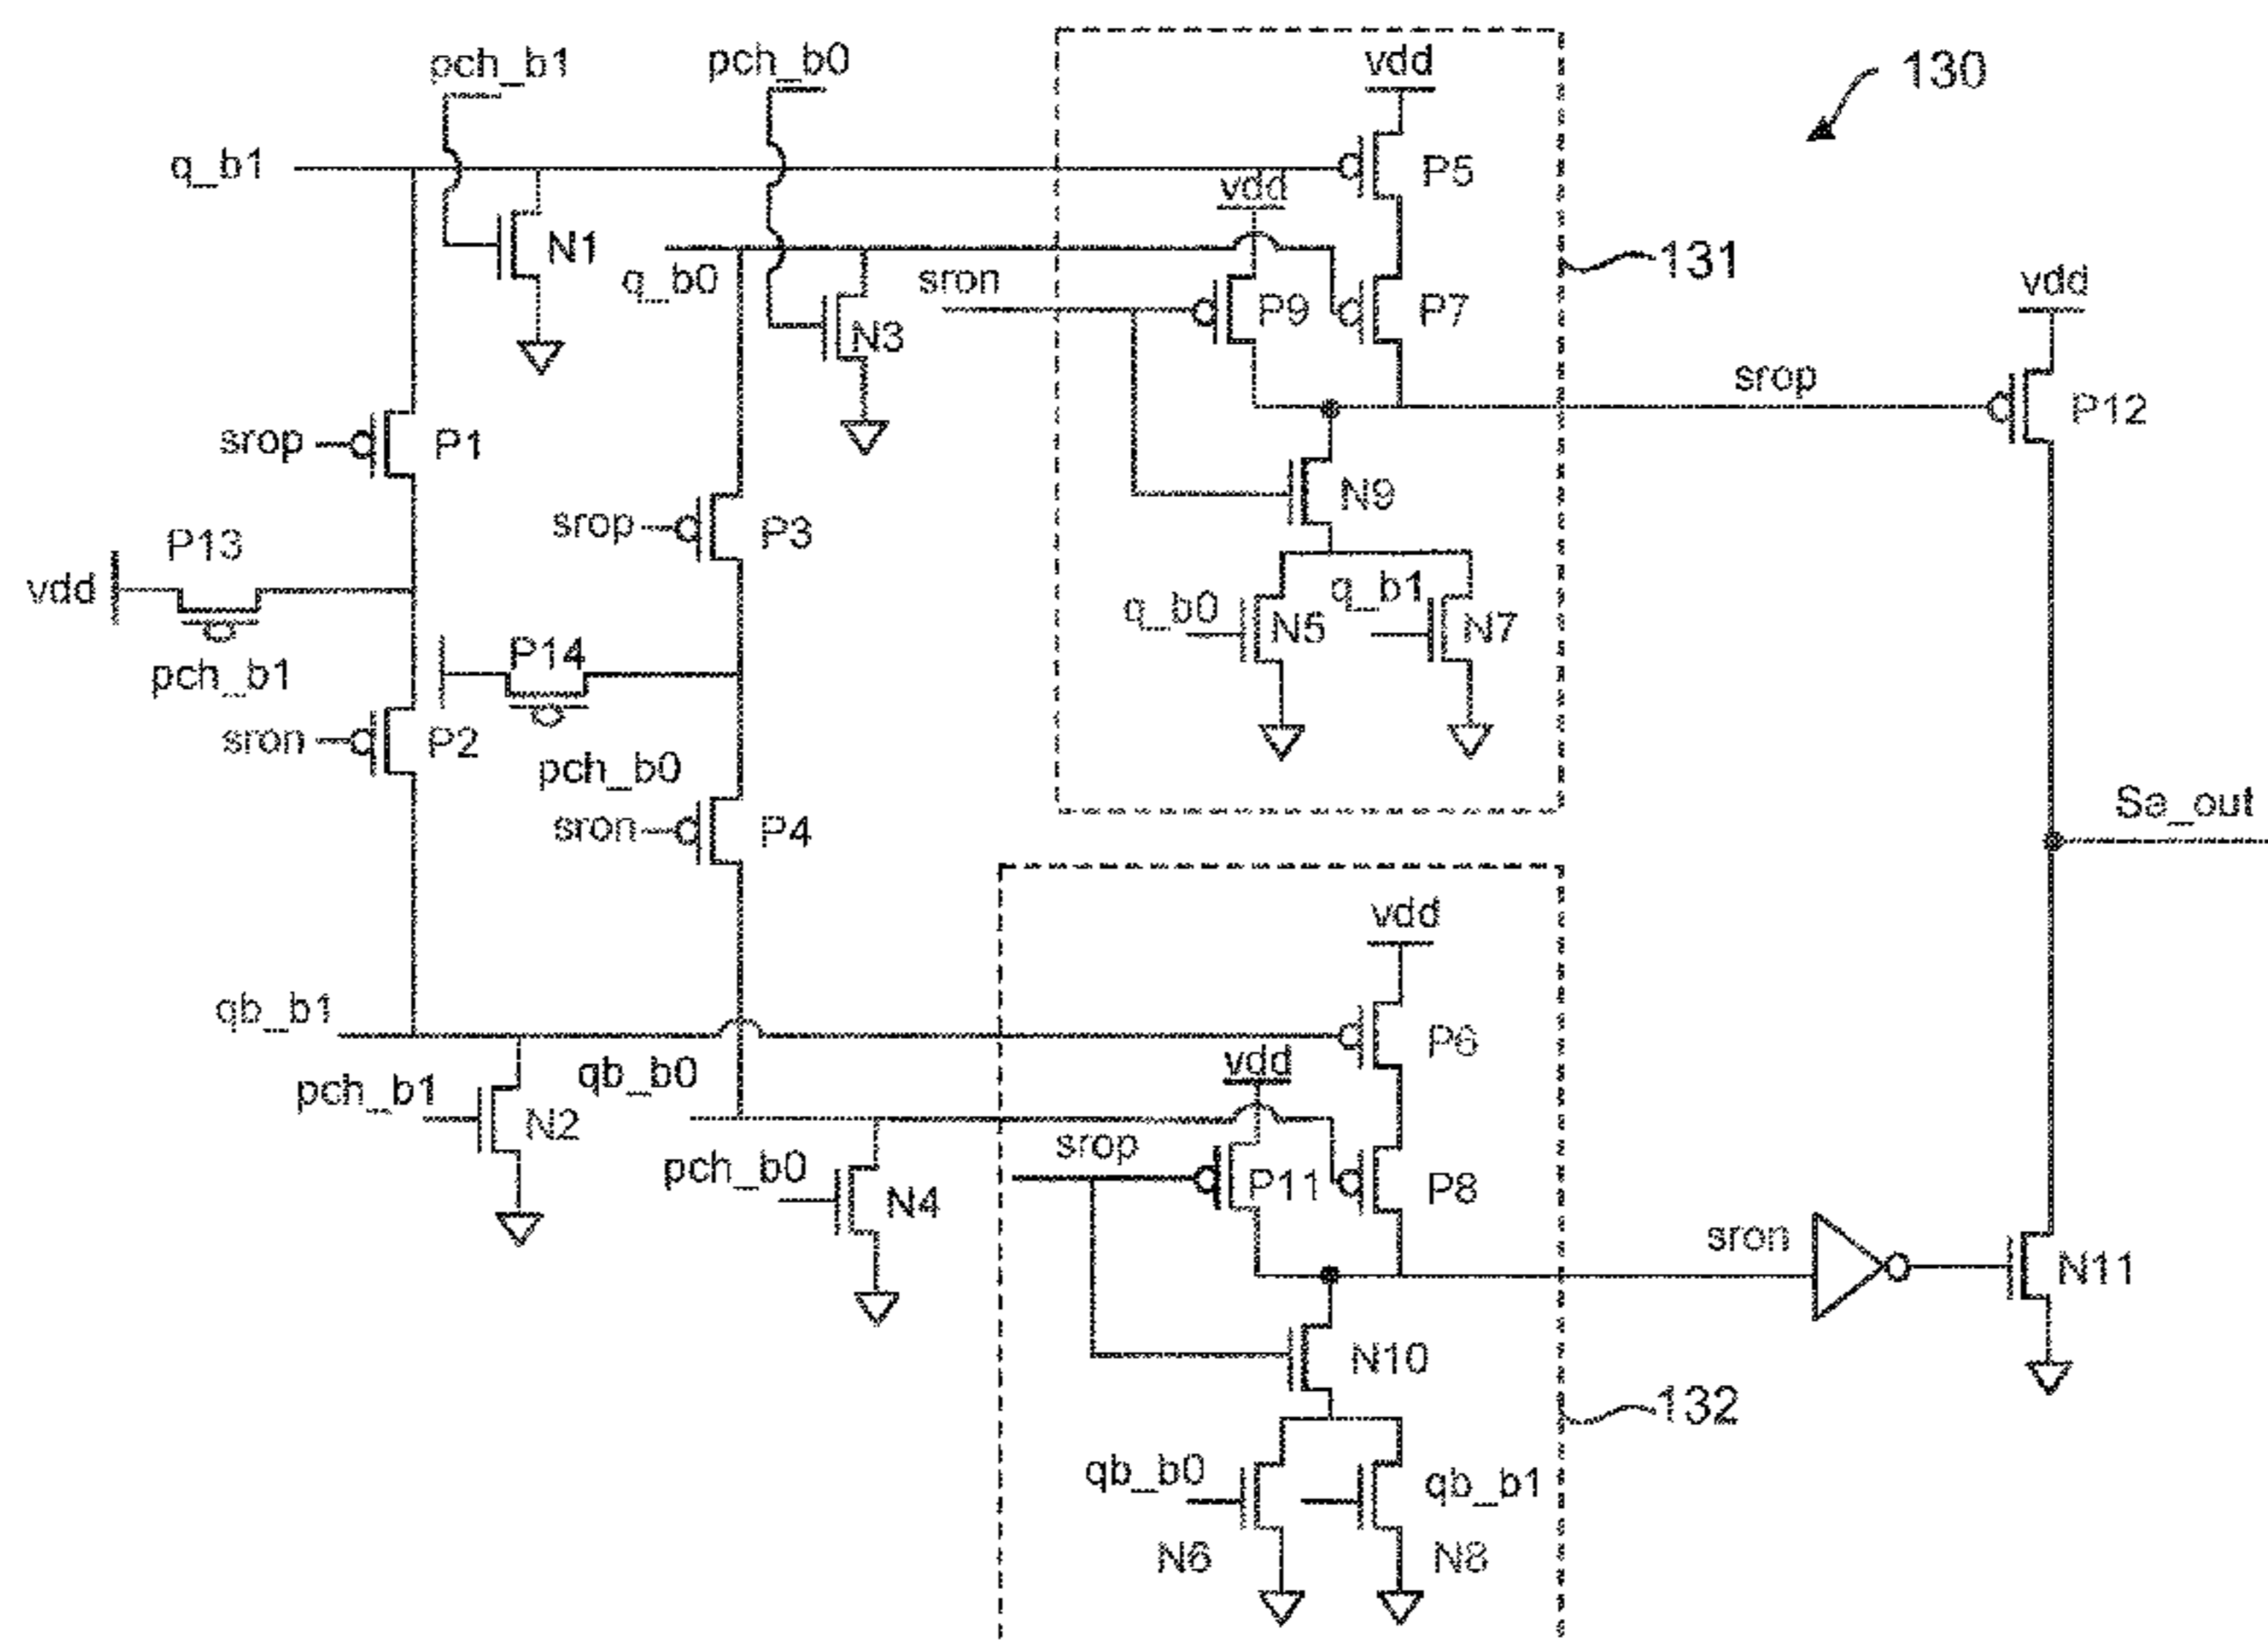 pch_b1
pch_b0
vdd
130
q_b1
P5
vdd
N1
q_b0
sron
P9
P7
131
N3
vdd
srop
P12
srop
P1
N9
srop
P3
P13
vdd
q_b1
q_b0
N5
N7
P14
pch_b1
sron
P2
pch_b0
Sa_out
sron
P4
vdd
qb_b1
P6
vdd
qb_b0
pch_b1
N2
srop
pch_b0
P11
P8
N4
sron
N11
N10
132
qb_b0
qb_b1
N6
N8